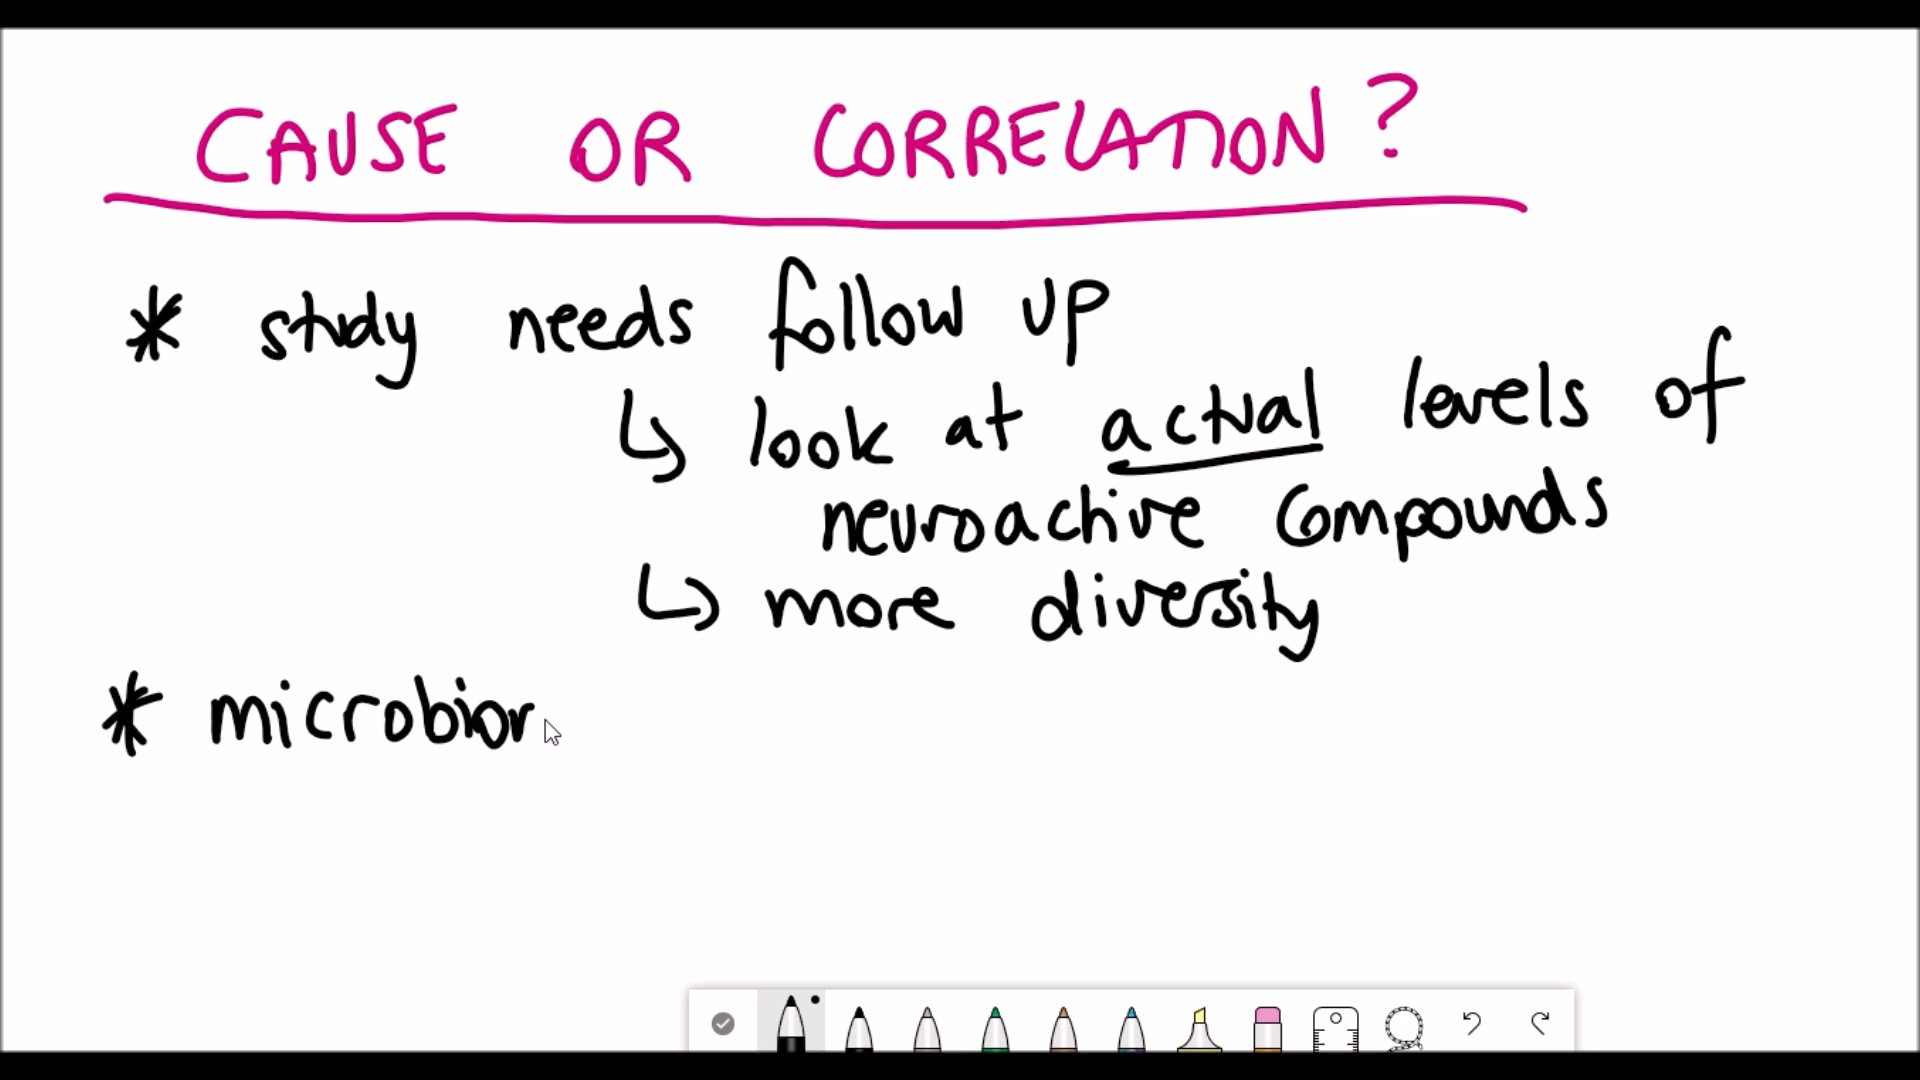 CAUSE OR CORRELATION?
* study needs follow up
↳ look at actual levels of
neuroactive compounds
↳ more diversity
* microbior